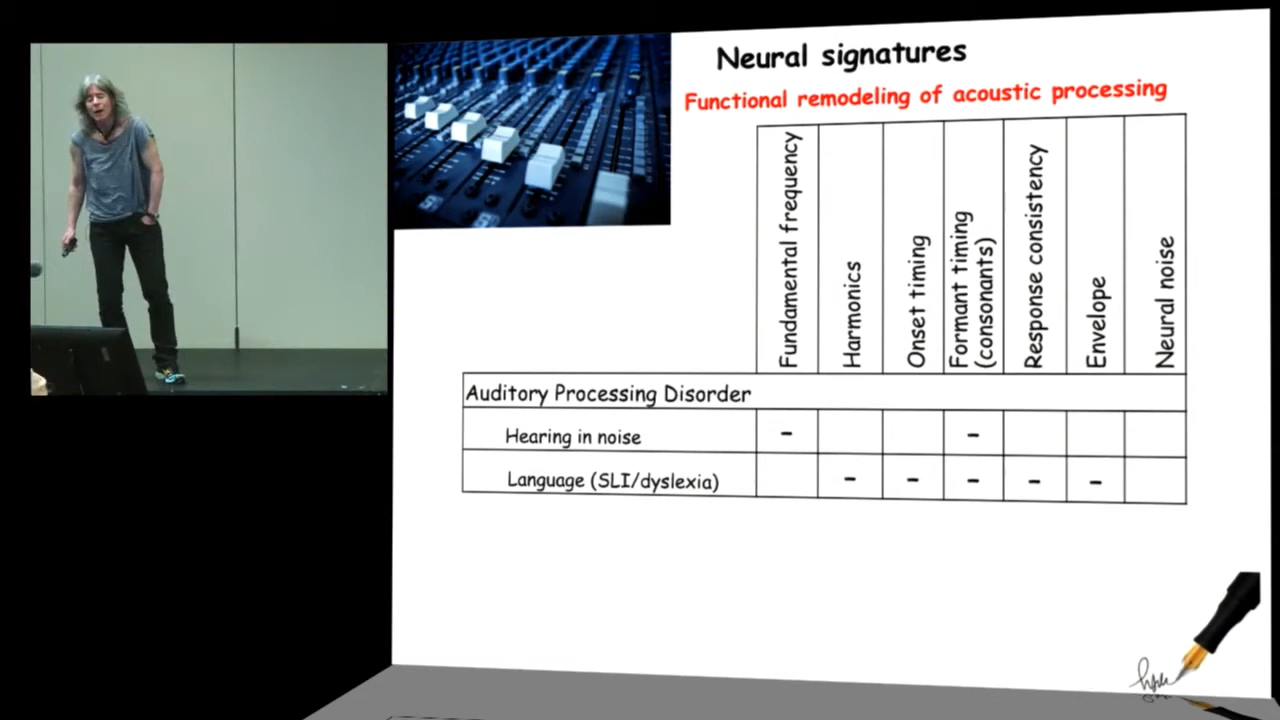 Neural signatures
Functional remodeling of acoustic processing
Fundamental frequency
Harmonics
Onset timing
Formant timing
(consonants)
Response consistency
Envelope
Neural noise
Auditory Processing Disorder
Hearing in noise - -
Language (SLI/dyslexia) - - - - -